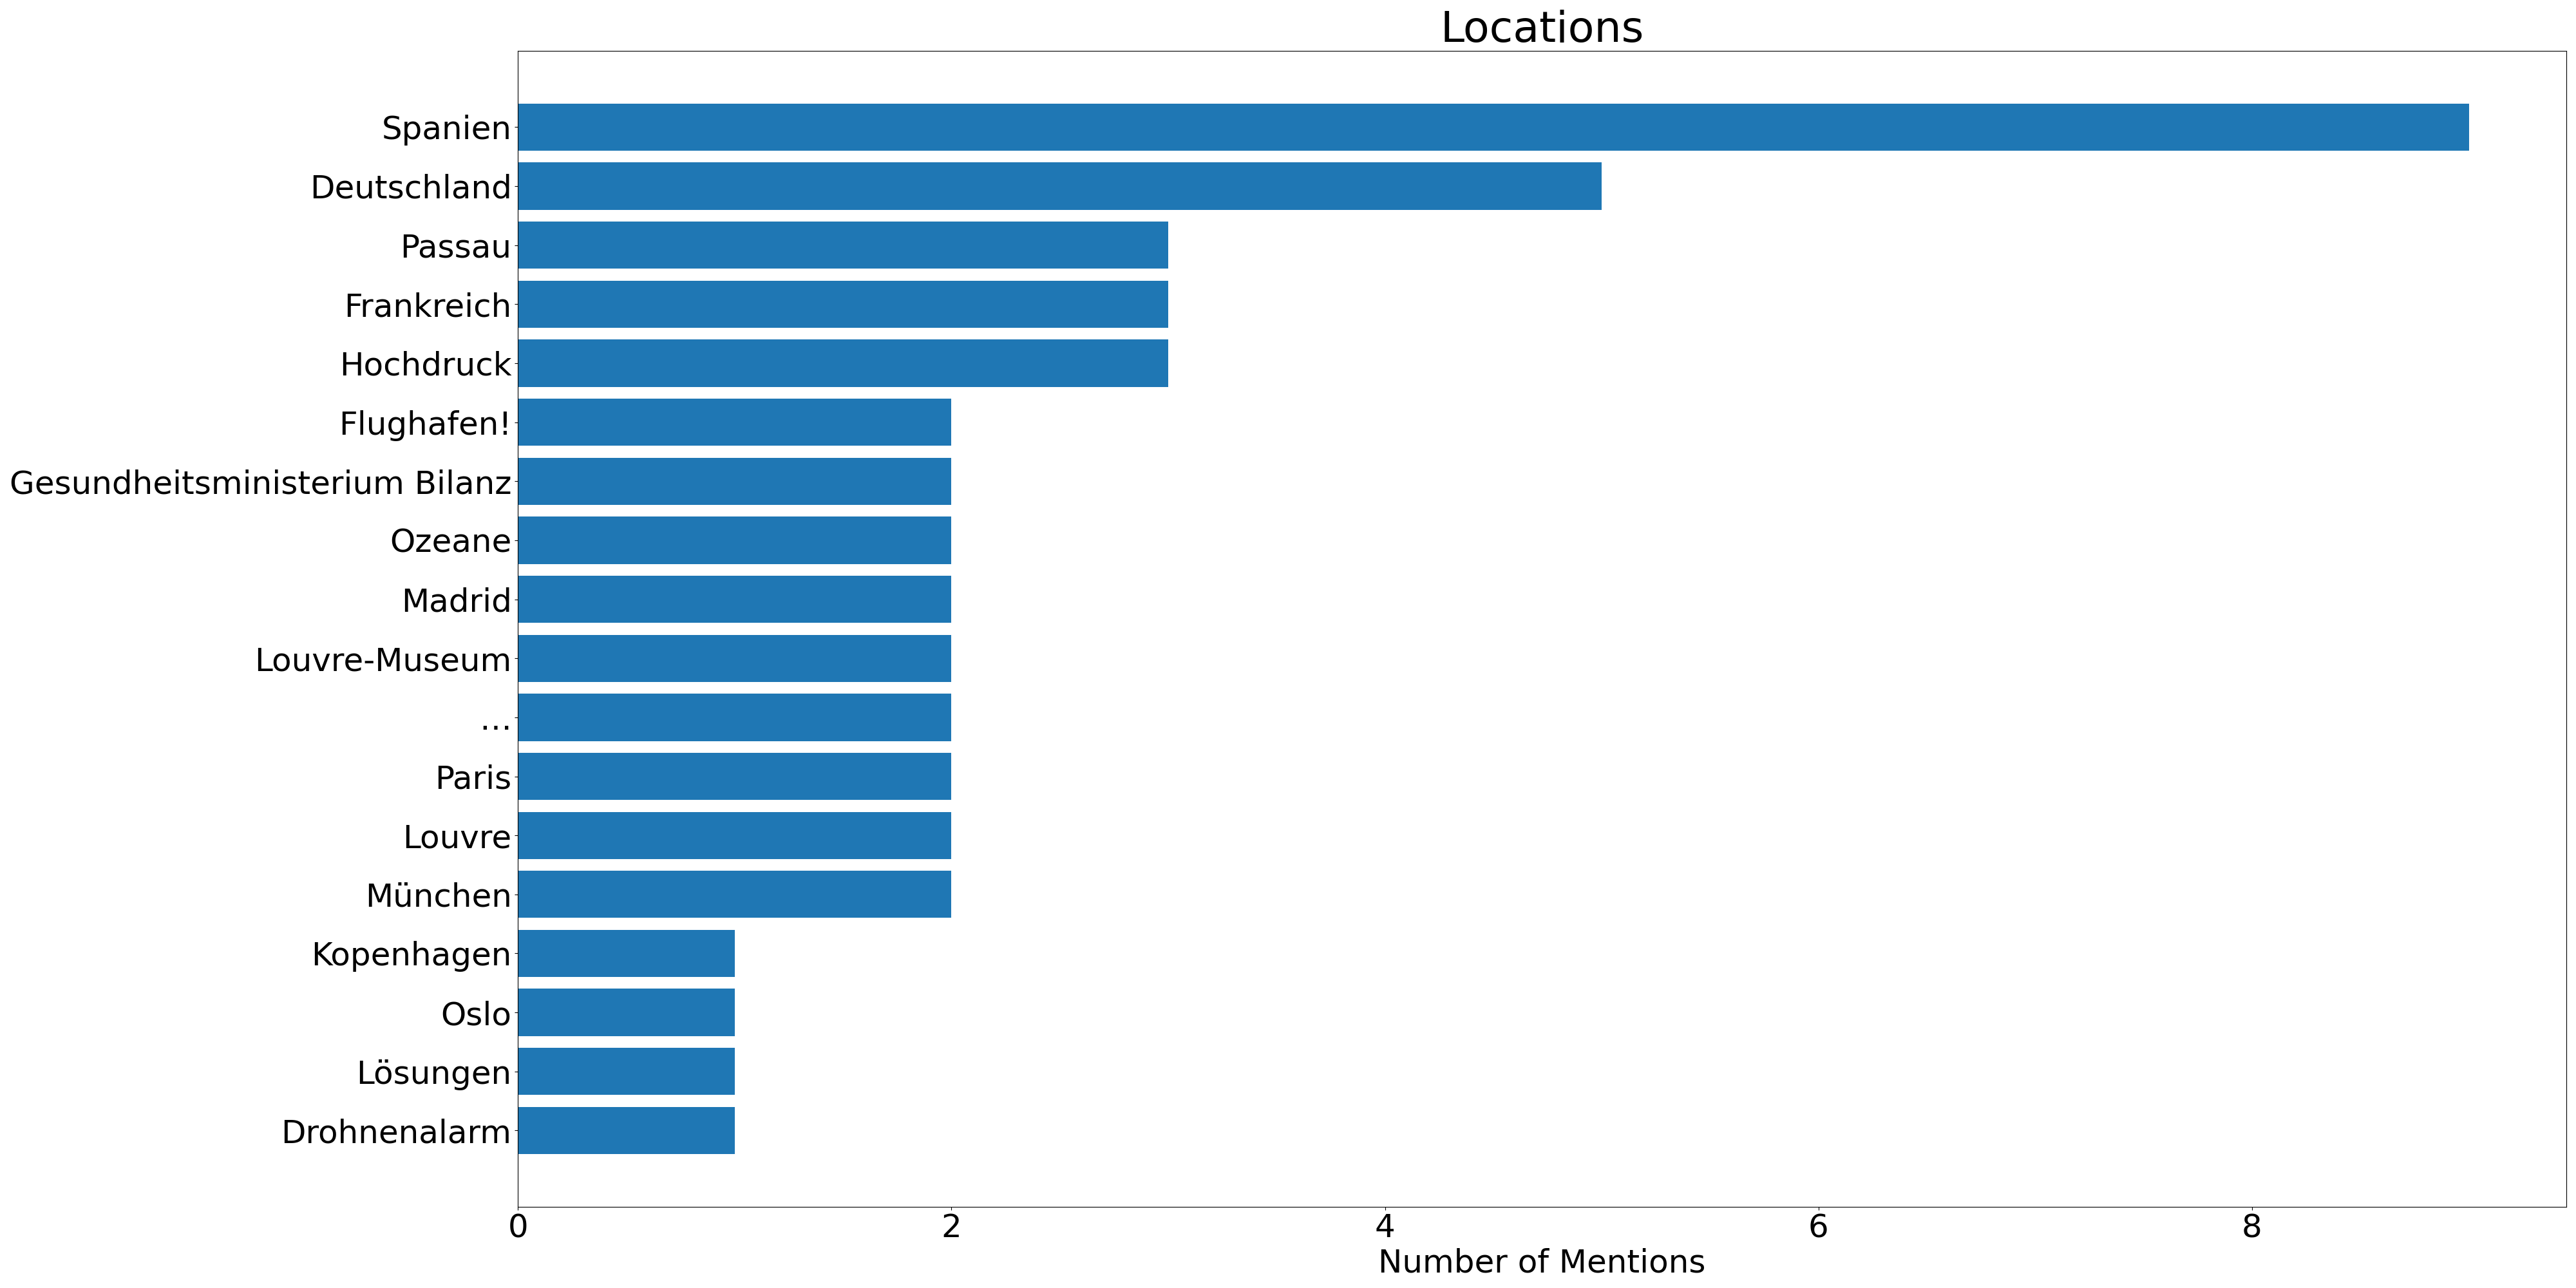 Locations
Spanien
Deutschland
Passau
Frankreich
Hochdruck
Flughafen!
Gesundheitsministerium Bilanz
Ozeane
Madrid
Louvre-Museum
…
Paris
Louvre
München
Kopenhagen
Oslo
Lösungen
Drohnenalarm
0 2 4 6 8
Number of Mentions